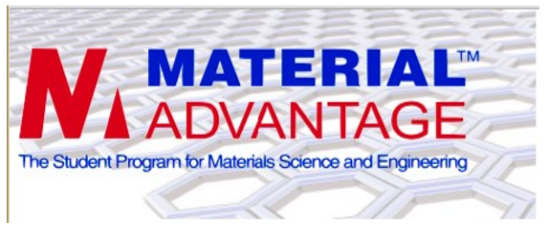 MATERIAL™
ADVANTAGE
The Student Program for Materials Science and Engineering